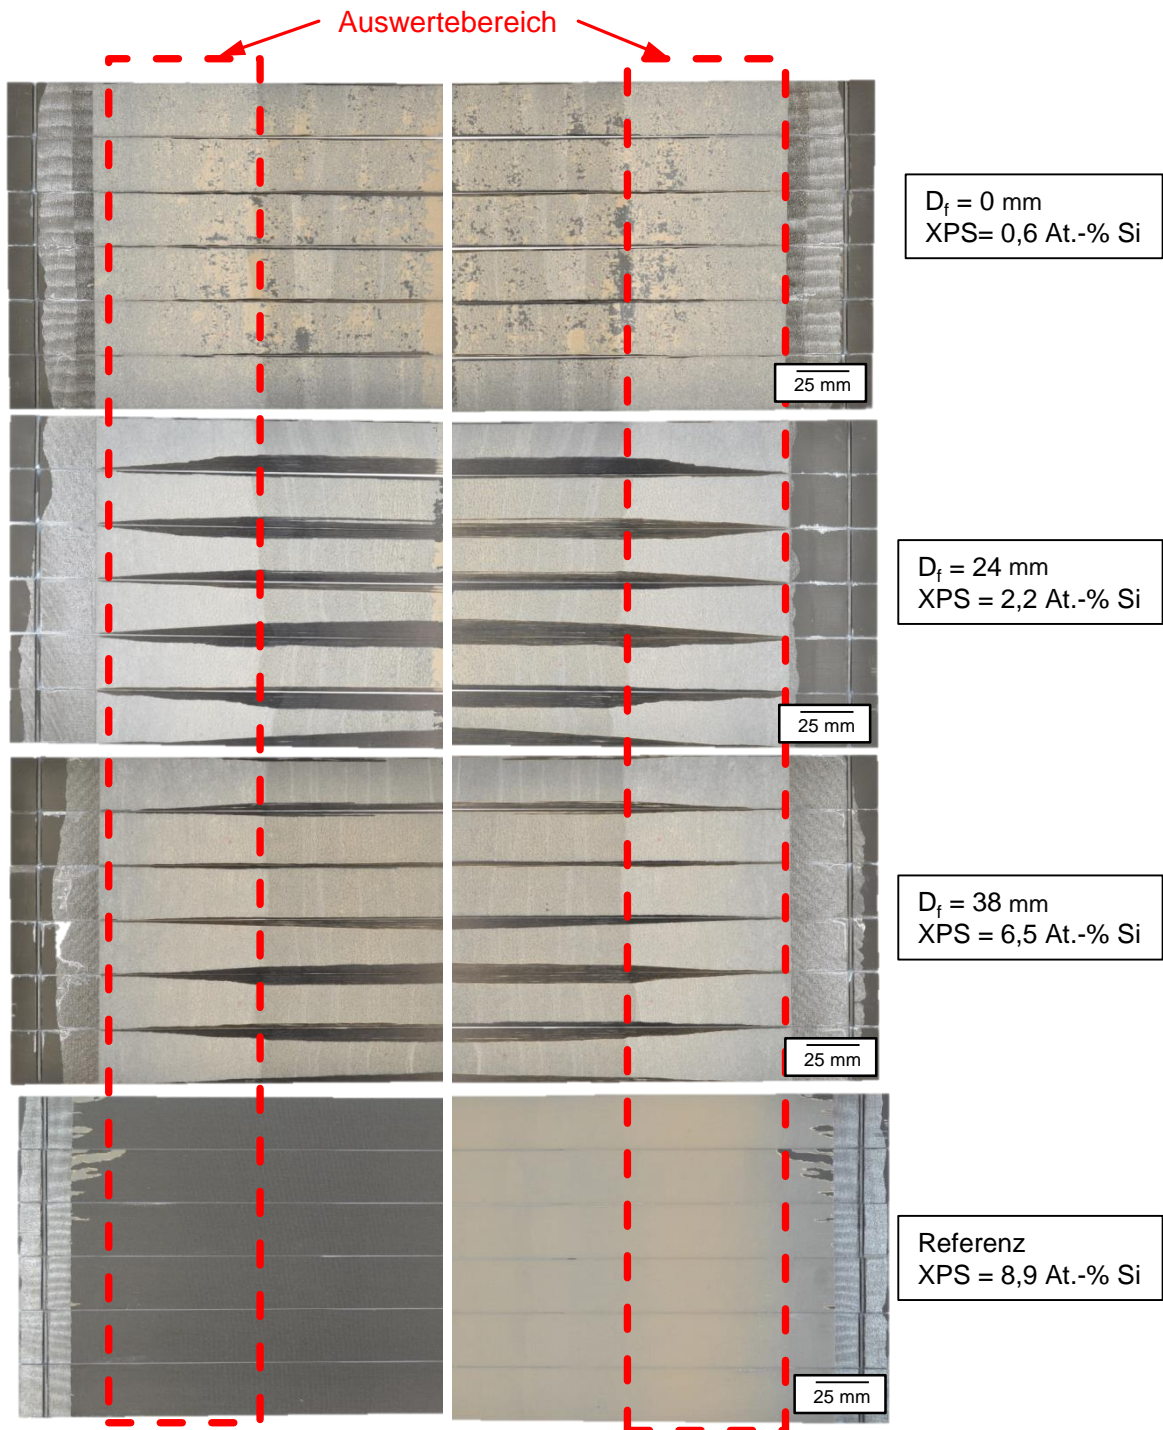 Auswertebereich
D_f = 0 mm
XPS= 0,6 At.-% Si
25 mm
D_f = 24 mm
XPS = 2,2 At.-% Si
25 mm
D_f = 38 mm
XPS = 6,5 At.-% Si
25 mm
Referenz
XPS = 8,9 At.-% Si
25 mm